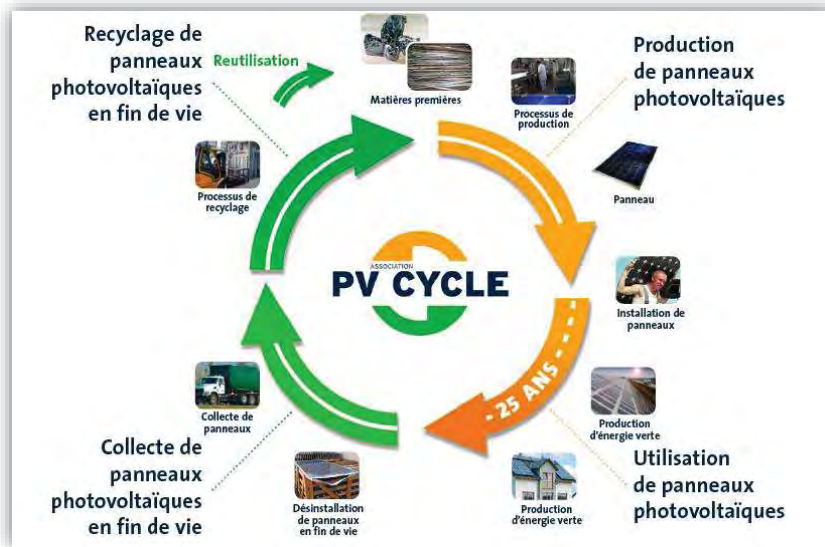 Recyclage de
panneaux
photovoltaïques
en fin de vie
Reutilisation
Matières premières
Processus de
production
Production
de panneaux
photovoltaïques
Processus de
recyclage
Panneau
ASSOCIATION
PV CYCLE
Installation de
panneaux
- 25 ANS -
Collecte de
panneaux
Production
d'énergie verte
Collecte de
panneaux
photovoltaïques
en fin de vie
Désinstallation
de panneaux
en fin de vie
Production
d'énergie verte
Utilisation
de panneaux
photovoltaïques